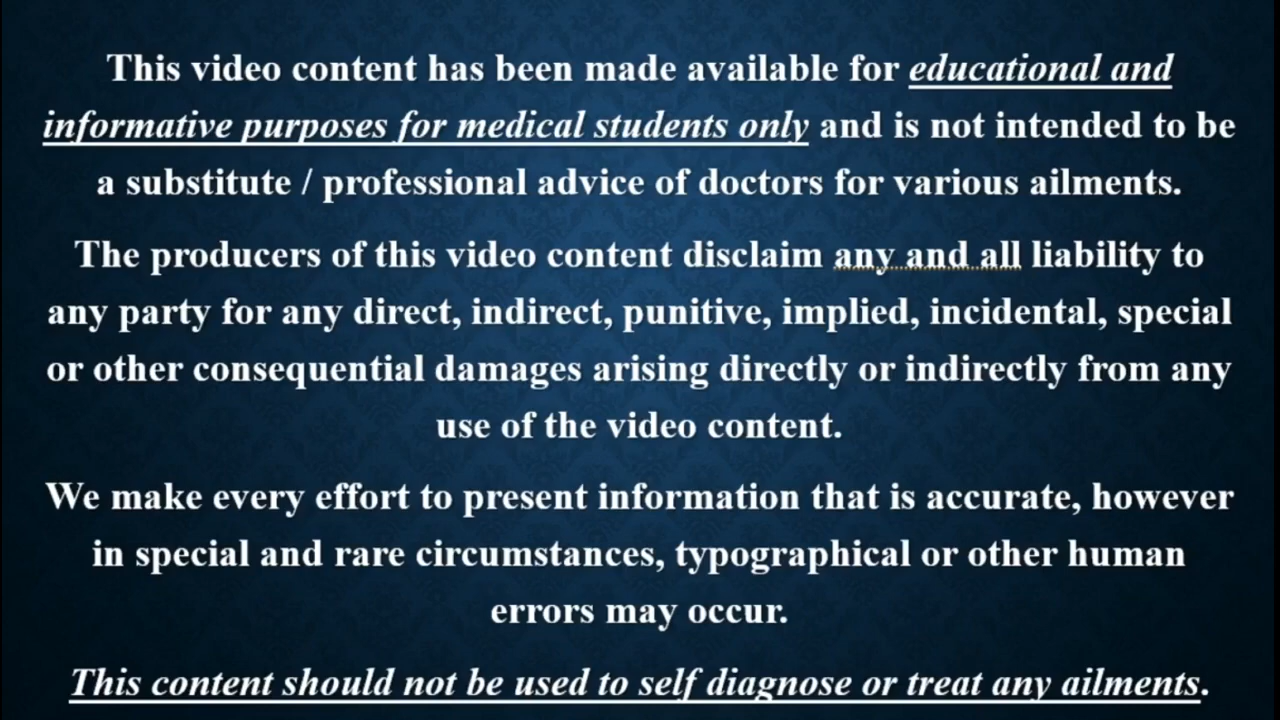 This video content has been made available for educational and
informative purposes for medical students only and is not intended to be
a substitute / professional advice of doctors for various ailments.
The producers of this video content disclaim any and all liability to
any party for any direct, indirect, punitive, implied, incidental, special
or other consequential damages arising directly or indirectly from any
use of the video content.
We make every effort to present information that is accurate, however
in special and rare circumstances, typographical or other human
errors may occur.
This content should not be used to self diagnose or treat any ailments.